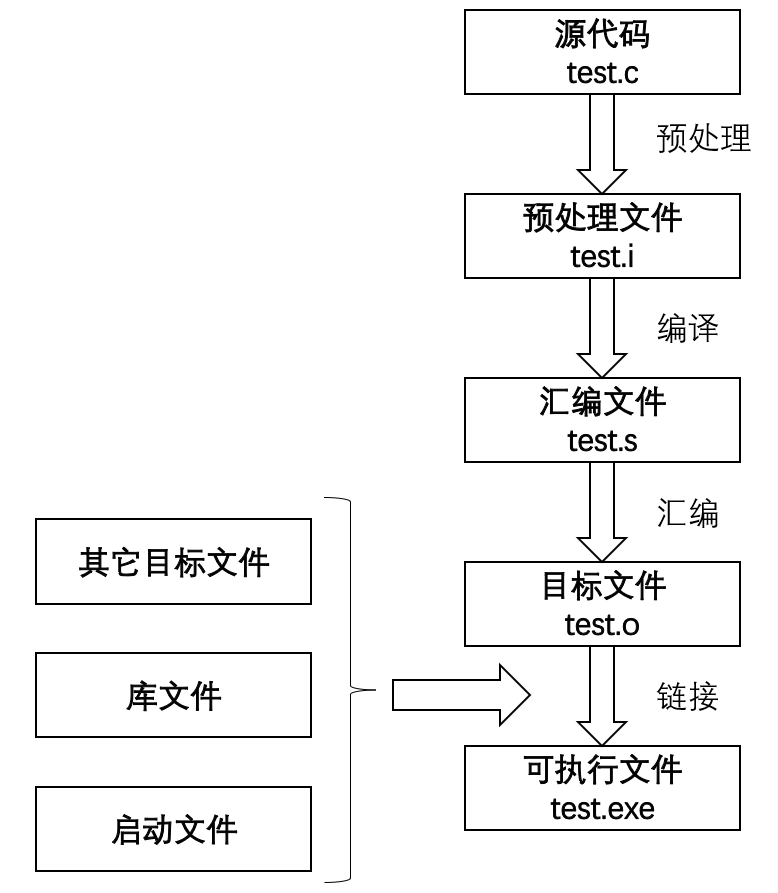 源代码
test.c
预处理
预处理文件
test.i
编译
汇编文件
test.s
汇编
目标文件
test.o
其它目标文件
库文件
启动文件
链接
可执行文件
test.exe